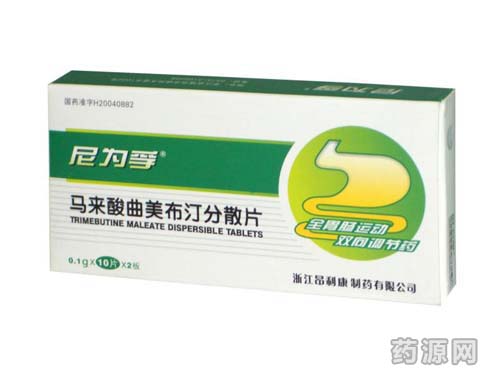 国药准字H20040882
尼为孚®
马来酸曲美布汀分散片
TRIMEBUTINE MALEATE DISPERSIBLE TABLETS
0.1g×10片×2板
全胃肠运动
双向调节药
浙江昂利康制药有限公司
药源网